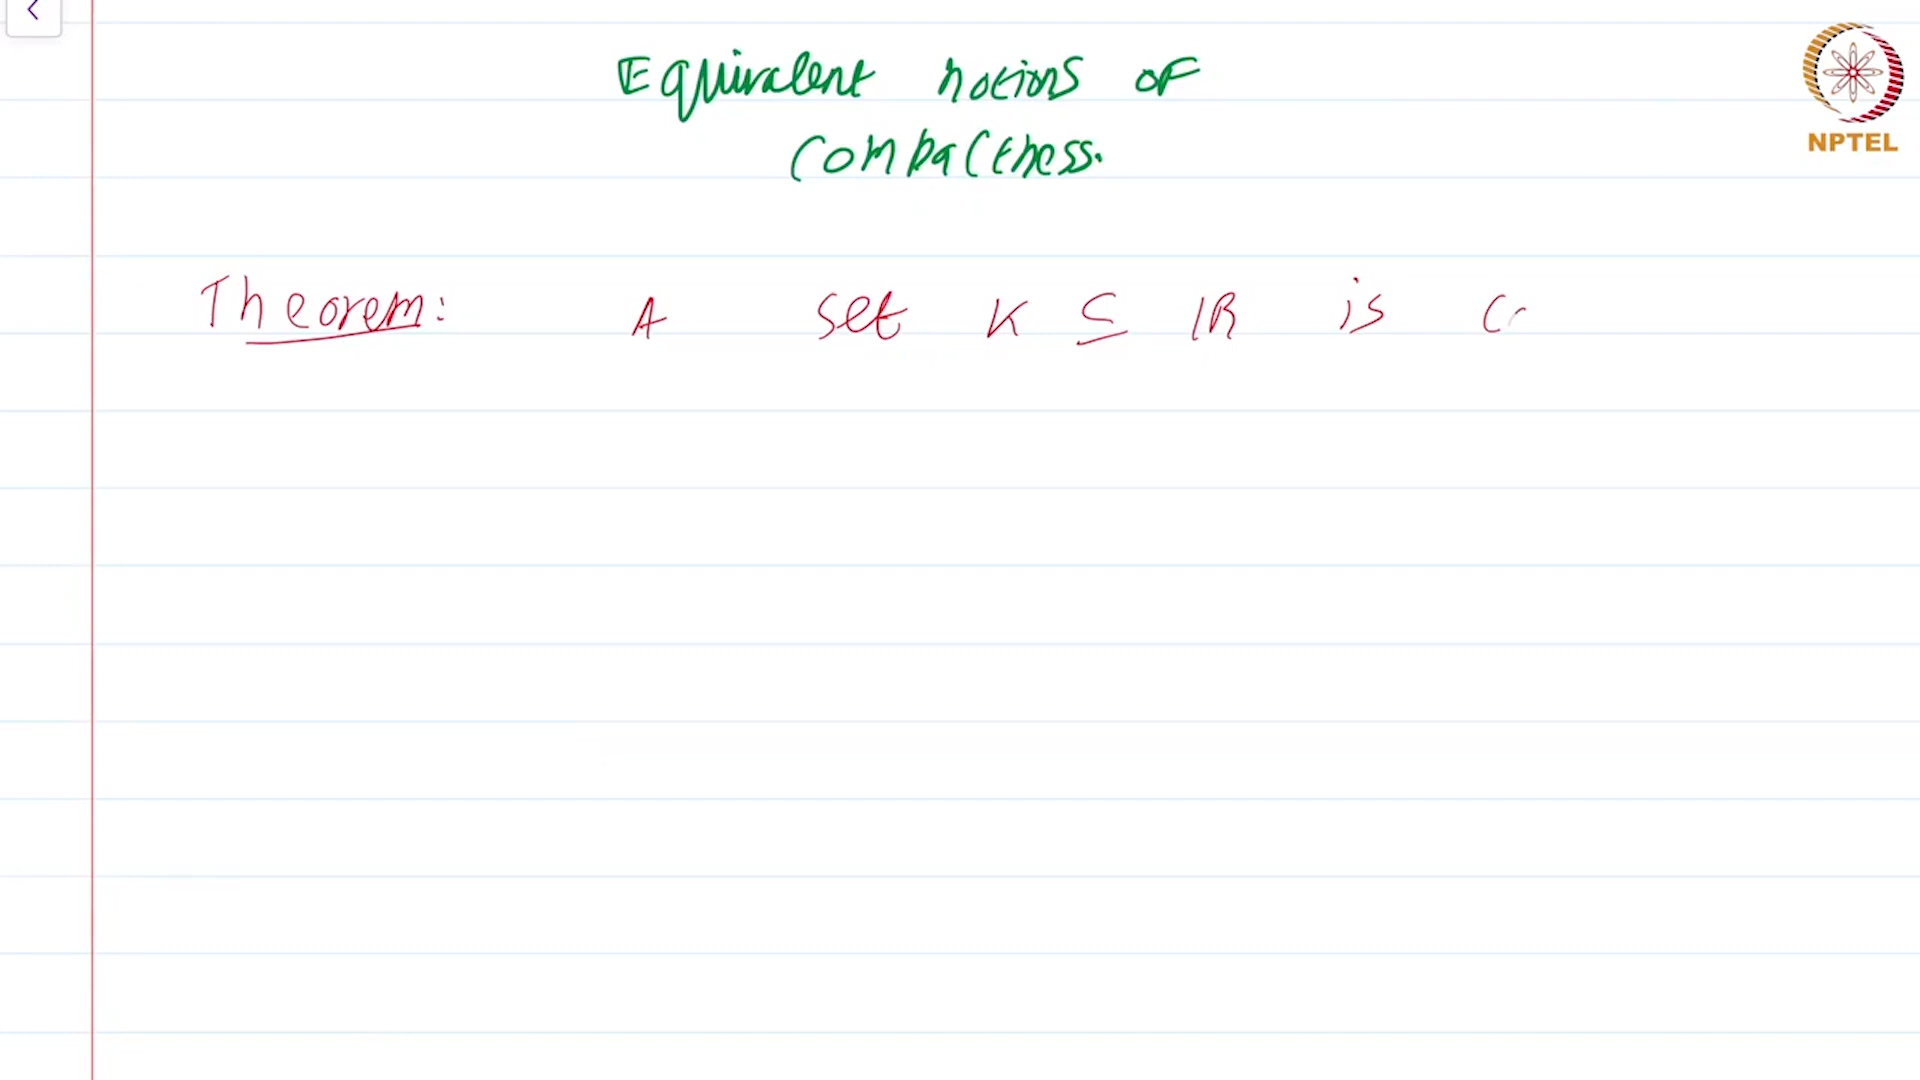 Equivalent notions of
compactness.
NPTEL
Theorem: A set K ⊆ ℝ is